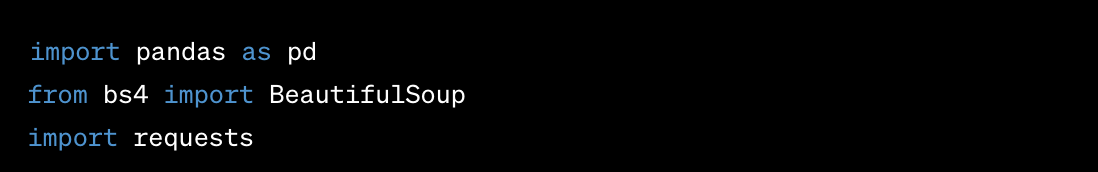 import pandas as pd
from bs4 import BeautifulSoup
import requests